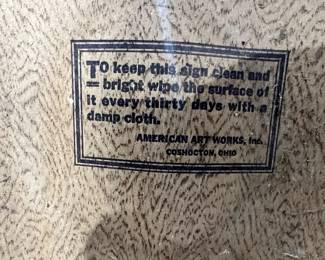 To keep this sign clean and
bright wipe the surface of
it every thirty days with a
damp cloth.
AMERICAN ART WORKS, Inc.
COSHOCTON, OHIO